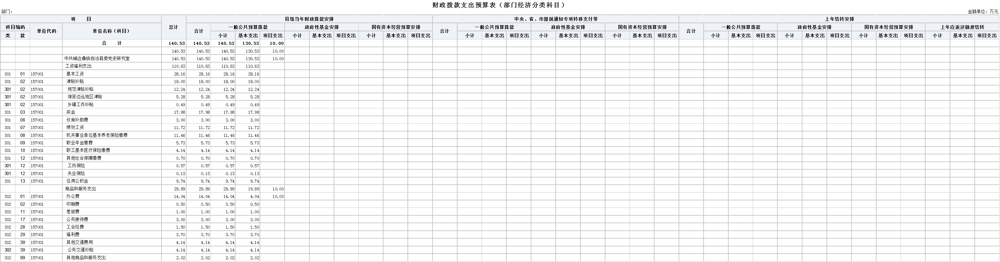 财政拨款支出预算表（部门经济分类科目）
部门： 金额单位：万元
项 目 总计 县级当年财政拨款安排 中央、省、市提前通知专项转移支付等 上年结转安排
科目编码 单位代码 单位名称（科目） 合计 一般公共预算拨款 政府性基金安排 国有资本经营预算安排 合计 一般公共预算拨款 政府性基金安排 国有资本经营预算安排 合计 一般公共预算拨款 政府性基金安排 国有资本经营预算安排 上年应返还额度结转
类 款 小计 基本支出 项目支出 小计 基本支出 项目支出 小计 基本支出 项目支出 小计 基本支出 项目支出 小计 基本支出 项目支出 小计 基本支出 项目支出 小计 基本支出 项目支出 小计 基本支出 项目支出 小计 基本支出 项目支出 小计 基本支出 项目支出
合 计 140.53 140.53 140.53 130.53 10.00
140.53 140.53 140.53 130.53 10.00
中共峨边彝族自治县委党史研究室 140.53 140.53 140.53 130.53 10.00
工资福利支出 110.63 110.63 110.63 110.63
301 01 157001 基本工资 28.16 28.16 28.16 28.16
301 02 157001 津贴补贴 18.00 18.00 18.00 18.00
301 02 157001 规范津贴补贴 12.24 12.24 12.24 12.24
301 02 157001 艰苦边远地区津贴 5.28 5.28 5.28 5.28
301 02 157001 乡镇工作补贴 0.49 0.49 0.49 0.49
301 03 157001 奖金 17.98 17.98 17.98 17.98
301 06 157001 伙食补助费 3.00 3.00 3.00 3.00
301 07 157001 绩效工资 11.72 11.72 11.72 11.72
301 08 157001 机关事业单位基本养老保险缴费 11.46 11.46 11.46 11.46
301 09 157001 职业年金缴费 5.73 5.73 5.73 5.73
301 10 157001 职工基本医疗保险缴费 4.14 4.14 4.14 4.14
301 12 157001 其他社会保障缴费 0.70 0.70 0.70 0.70
301 12 157001 工伤保险 0.57 0.57 0.57 0.57
301 12 157001 失业保险 0.13 0.13 0.13 0.13
301 13 157001 住房公积金 9.74 9.74 9.74 9.74
商品和服务支出 29.89 29.89 29.89 19.89 10.00
302 01 157001 办公费 14.04 14.04 14.04 4.04 10.00
302 02 157001 印刷费 0.50 0.50 0.50 0.50
302 11 157001 差旅费 1.00 1.00 1.00 1.00
302 17 157001 公务接待费 3.00 3.00 3.00 3.00
302 28 157001 工会经费 1.50 1.50 1.50 1.50
302 29 157001 福利费 3.70 3.70 3.70 3.70
302 39 157001 其他交通费用 4.14 4.14 4.14 4.14
302 39 157001 公务交通补贴 4.14 4.14 4.14 4.14
302 99 157001 其他商品和服务支出 2.02 2.02 2.02 2.02